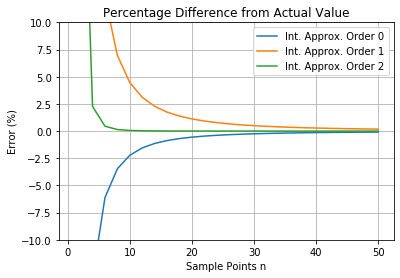 Percentage Difference from Actual Value
10.0
7.5
5.0
2.5
0.0
−2.5
−5.0
−7.5
−10.0
Error (%)
Int. Approx. Order 0
Int. Approx. Order 1
Int. Approx. Order 2
0 10 20 30 40 50
Sample Points n